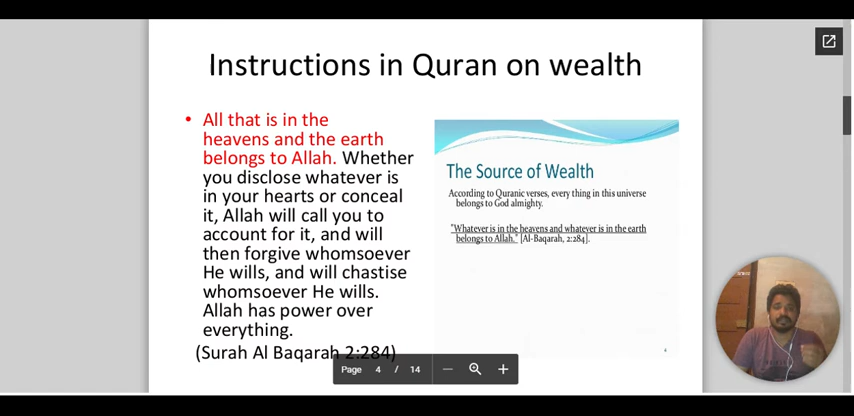 Instructions in Quran on wealth
• All that is in the
heavens and the earth
belongs to Allah. Whether
you disclose whatever is
in your hearts or conceal
it, Allah will call you to
account for it, and will
then forgive whomsoever
He wills, and will chastise
whomsoever He wills.
Allah has power over
everything.
(Surah Al Baqarah 2:284)
The Source of Wealth
According to Quranic verses, every thing in this universe
belongs to God almighty.
"Whatever is in the heavens and whatever is in the earth
belongs to Allah." [Al-Baqarah, 2:284].
Page 4 / 14